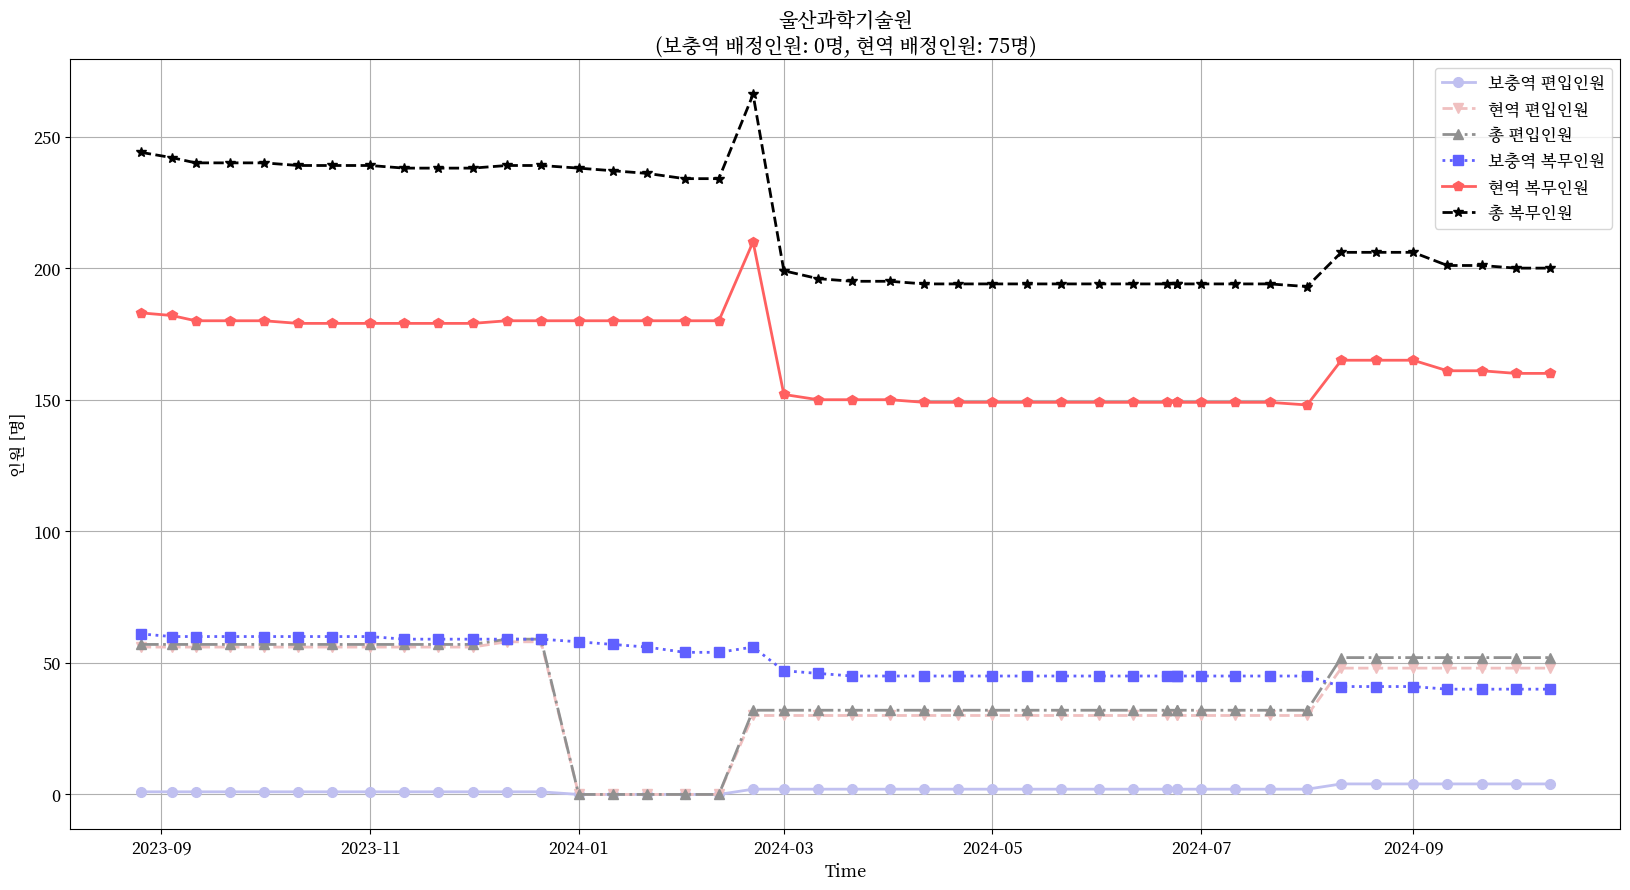 울산과학기술원
(보충역 배정인원: 0명, 현역 배정인원: 75명)
보충역 편입인원
현역 편입인원
총 편입인원
보충역 복무인원
현역 복무인원
총 복무인원
인원 [명]
250
200
150
100
50
0
2023-09 2023-11 2024-01 2024-03 2024-05 2024-07 2024-09
Time